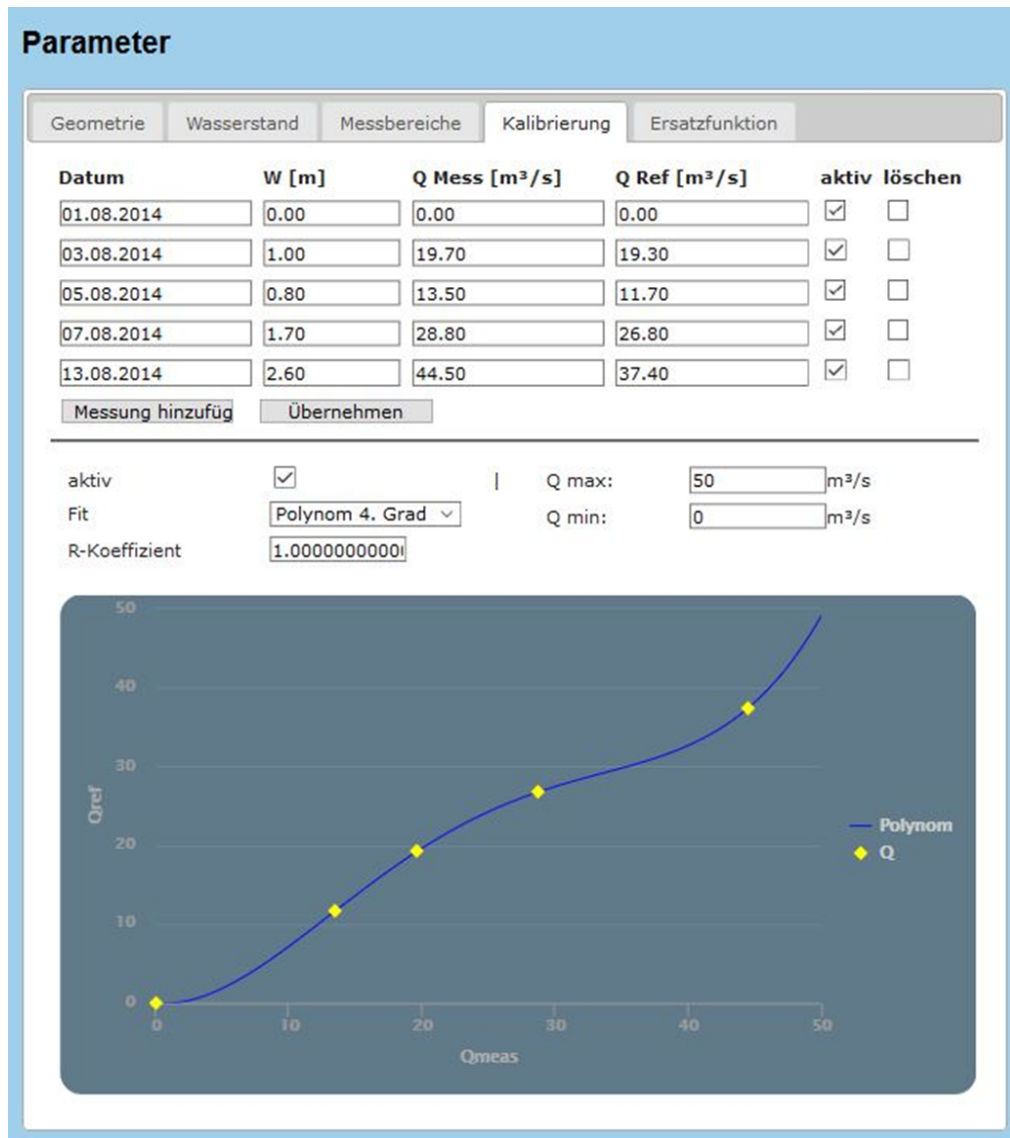 Parameter
Geometrie Wasserstand Messbereiche Kalibrierung Ersatzfunktion
Datum W [m] Q Mess [m³/s] Q Ref [m³/s] aktiv löschen
01.08.2014 0.00 0.00 0.00
03.08.2014 1.00 19.70 19.30
05.08.2014 0.80 13.50 11.70
07.08.2014 1.70 28.80 26.80
13.08.2014 2.60 44.50 37.40
Messung hinzufüg Übernehmen
aktiv | Q max: 50 m³/s
Fit Polynom 4. Grad Q min: 0 m³/s
R-Koeffizient 1.0000000000
50
40
30
20
10
0
Qref
0 10 20 30 40 50
Qmeas
Polynom
Q